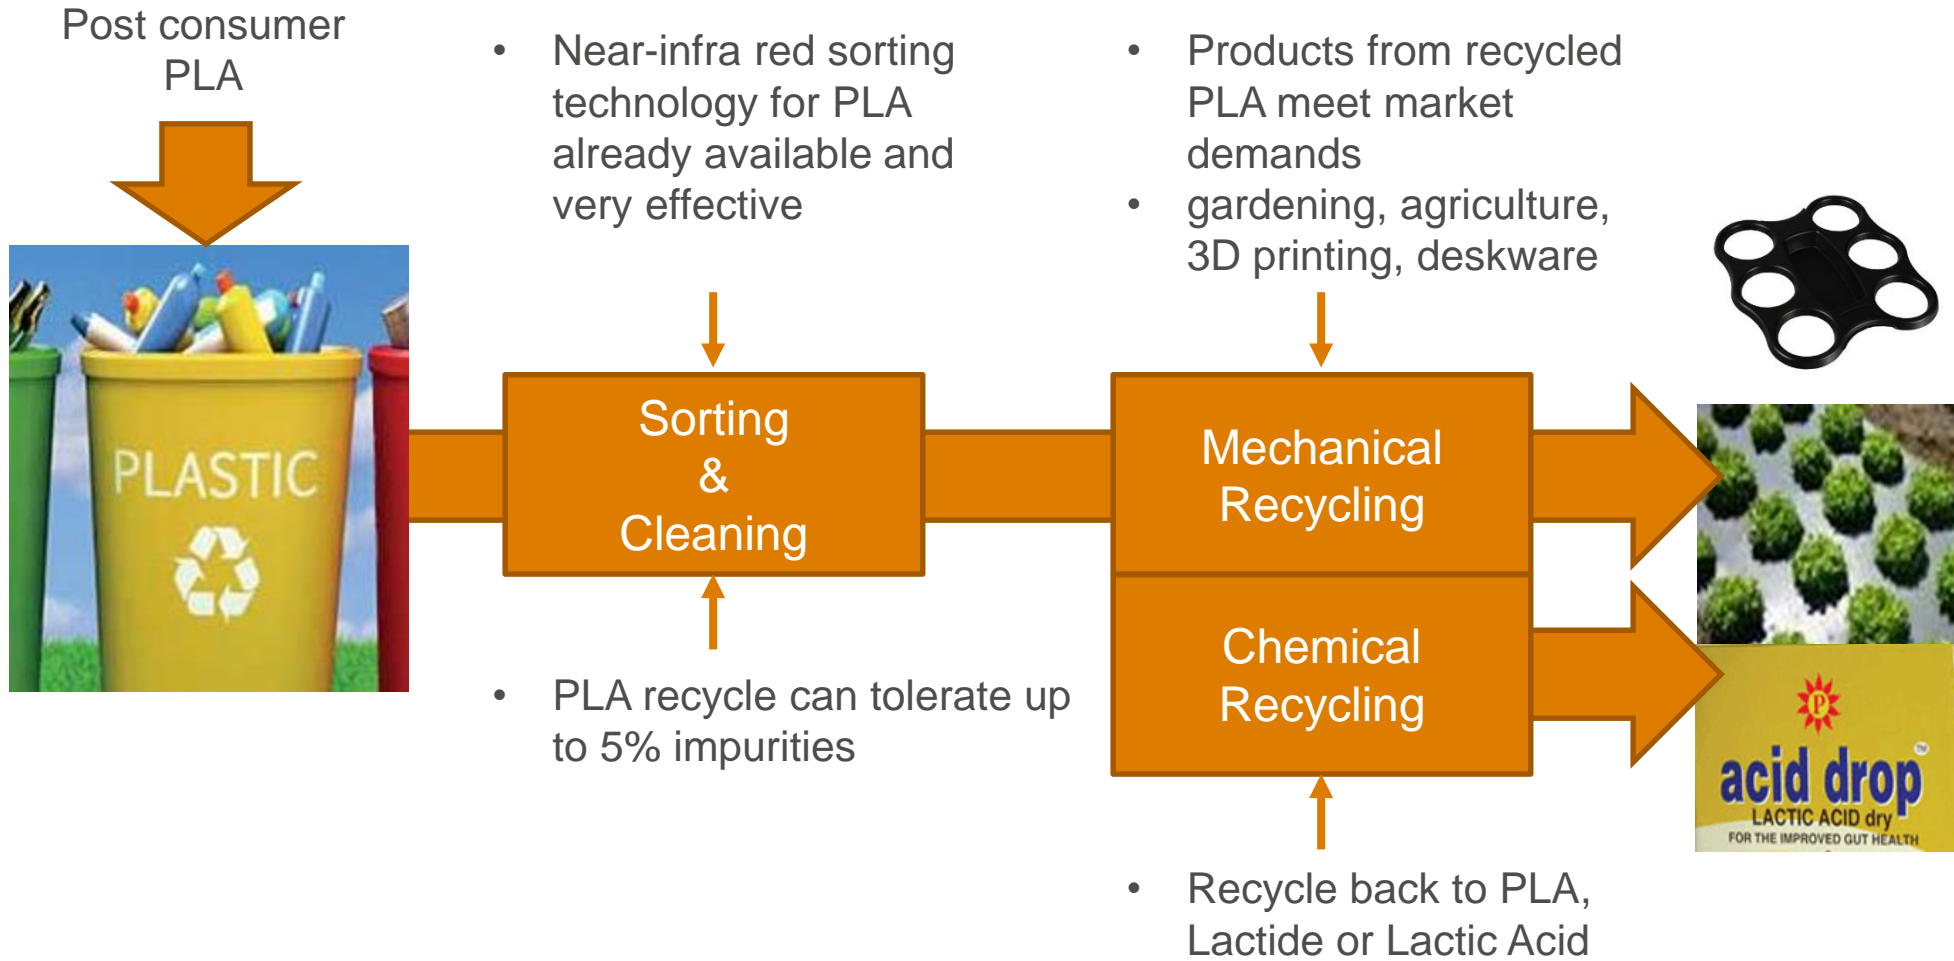 Post consumer
PLA
• Near-infra red sorting
technology for PLA
already available and
very effective
• Products from recycled
PLA meet market
demands
• gardening, agriculture,
3D printing, deskware
PLASTIC
Sorting
&
Cleaning
Mechanical
Recycling
Chemical
Recycling
• PLA recycle can tolerate up
to 5% impurities
P
acid drop™
LACTIC ACID dry
FOR THE IMPROVED GUT HEALTH
• Recycle back to PLA,
Lactide or Lactic Acid